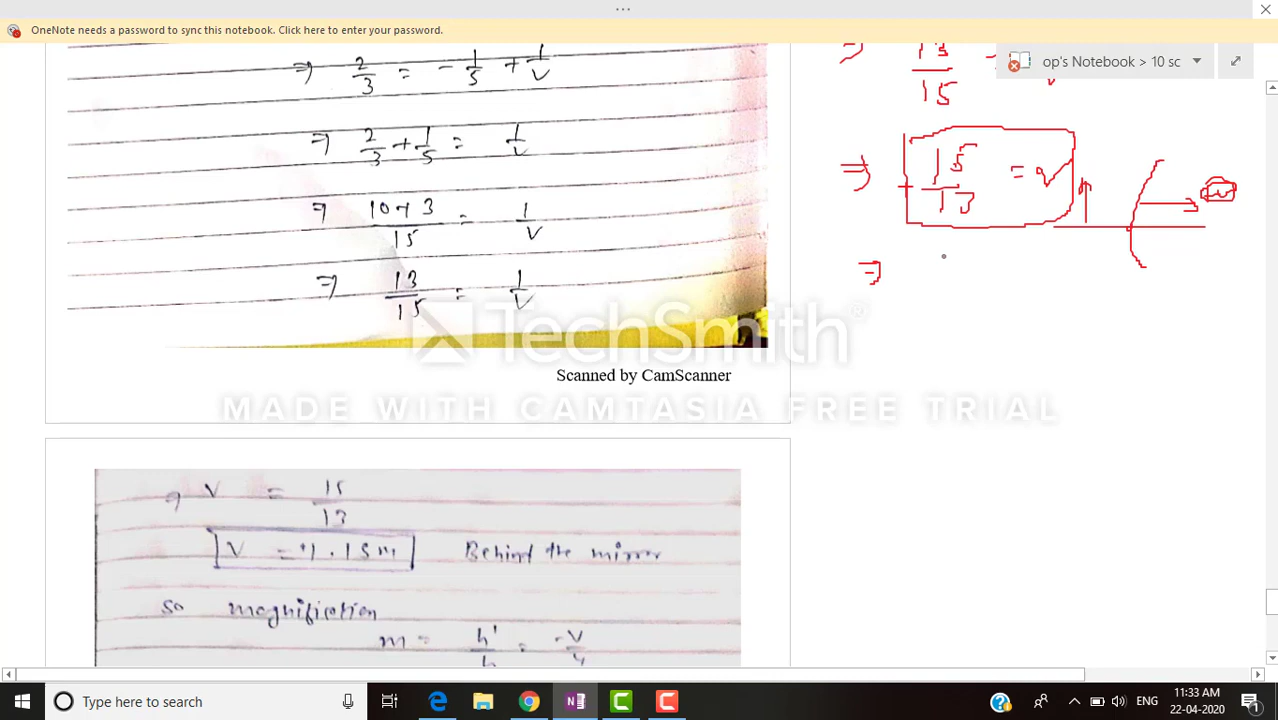 OneNote needs a password to sync this notebook. Click here to enter your password.
op's Notebook > 10 sc
⇒ 2/3 = - 1/5 + 1/V
⇒ 2/3 + 1/5 = 1/V
⇒ 10+3/15 = 1/V
⇒ 13/15 = 1/V
13/15
⇒ + 15/13 = V
⇒
TechSmith®
MADE WITH CAMTASIA FREE TRIAL
Scanned by CamScanner
⇒ V = 15/13
V = +1.15m Behind the mirror
so magnification
m = h'/h = -V/u
Type here to search
ENG
11:33 AM
22-04-2020